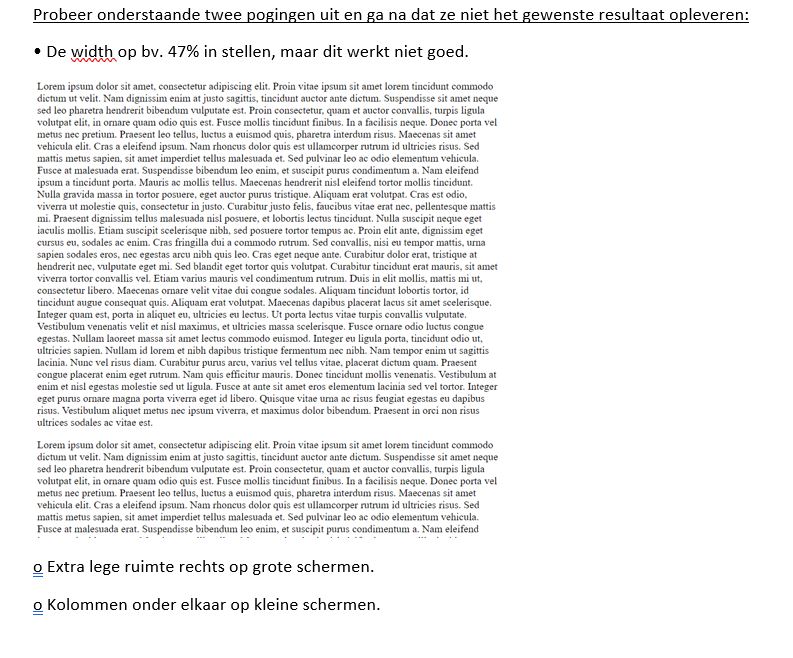 Probeer onderstaande twee pogingen uit en ga na dat ze niet het gewenste resultaat opleveren:
• De width op bv. 47% in stellen, maar dit werkt niet goed.
Lorem ipsum dolor sit amet, consectetur adipiscing elit. Proin vitae ipsum sit amet lorem tincidunt commodo
dictum ut velit. Nam dignissim enim at justo sagittis, tincidunt auctor ante dictum. Suspendisse sit amet neque
sed leo pharetra hendrerit bibendum vulputate est. Proin consectetur, quam et auctor convallis, turpis ligula
volutpat elit, in ornare quam odio quis est. Fusce mollis tincidunt finibus. In a facilisis neque. Donec porta vel
metus nec pretium. Praesent leo tellus, luctus a euismod quis, pharetra interdum risus. Maecenas sit amet
vehicula elit. Cras a eleifend ipsum. Nam rhoncus dolor quis est ullamcorper rutrum id ultricies risus. Sed
mattis metus sapien, sit amet imperdiet tellus malesuada et. Sed pulvinar leo ac odio elementum vehicula.
Fusce at malesuada erat. Suspendisse bibendum leo enim, et suscipit purus condimentum a. Nam eleifend
ipsum a tincidunt porta. Mauris ac mollis tellus. Maecenas hendrerit nisl eleifend tortor mollis tincidunt.
Nulla gravida massa in tortor posuere, eget auctor purus tristique. Aliquam erat volutpat. Cras est odio,
viverra ut molestie quis, consectetur in justo. Curabitur justo felis, faucibus vitae erat nec, pellentesque mattis
mi. Praesent dignissim tellus malesuada nisl posuere, et lobortis lectus tincidunt. Nulla suscipit neque eget
iaculis mollis. Etiam suscipit scelerisque nibh, sed posuere tortor tempus ac. Proin elit ante, dignissim eget
cursus eu, sodales ac enim. Cras fringilla dui a commodo rutrum. Sed convallis, nisi eu tempor mattis, urna
sapien sodales eros, nec egestas arcu nibh quis leo. Cras eget neque ante. Curabitur dolor erat, tristique at
hendrerit nec, vulputate eget mi. Sed blandit eget tortor quis volutpat. Curabitur tincidunt erat mauris, sit amet
viverra tortor convallis vel. Etiam varius mauris vel condimentum rutrum. Duis in elit mollis, mattis mi ut,
consectetur libero. Maecenas ornare velit vitae dui congue sodales. Aliquam tincidunt lobortis tortor, id
tincidunt augue consequat quis. Aliquam erat volutpat. Maecenas dapibus placerat lacus sit amet scelerisque.
Integer quam est, porta in aliquet eu, ultricies eu lectus. Ut porta lectus vitae turpis convallis vulputate.
Vestibulum venenatis velit et nisl maximus, et ultricies massa scelerisque. Fusce ornare odio luctus congue
egestas. Nullam laoreet massa sit amet lectus commodo euismod. Integer eu ligula porta, tincidunt odio ut,
ultricies sapien. Nullam id lorem et nibh dapibus tristique fermentum nec nibh. Nam tempor enim ut sagittis
lacinia. Nunc vel risus diam. Curabitur purus arcu, varius vel tellus vitae, placerat dictum quam. Praesent
congue placerat enim eget rutrum. Nam quis efficitur mauris. Donec tincidunt mollis venenatis. Vestibulum at
enim et nisl egestas molestie sed ut ligula. Fusce at ante sit amet eros elementum lacinia sed vel tortor. Integer
eget purus ornare magna porta viverra eget id libero. Quisque vitae urna ac risus feugiat egestas eu dapibus
risus. Vestibulum aliquet metus nec ipsum viverra, et maximus dolor bibendum. Praesent in orci non risus
ultrices sodales ac vitae est.
Lorem ipsum dolor sit amet, consectetur adipiscing elit. Proin vitae ipsum sit amet lorem tincidunt commodo
dictum ut velit. Nam dignissim enim at justo sagittis, tincidunt auctor ante dictum. Suspendisse sit amet neque
sed leo pharetra hendrerit bibendum vulputate est. Proin consectetur, quam et auctor convallis, turpis ligula
volutpat elit, in ornare quam odio quis est. Fusce mollis tincidunt finibus. In a facilisis neque. Donec porta vel
metus nec pretium. Praesent leo tellus, luctus a euismod quis, pharetra interdum risus. Maecenas sit amet
vehicula elit. Cras a eleifend ipsum. Nam rhoncus dolor quis est ullamcorper rutrum id ultricies risus. Sed
mattis metus sapien, sit amet imperdiet tellus malesuada et. Sed pulvinar leo ac odio elementum vehicula.
Fusce at malesuada erat. Suspendisse bibendum leo enim, et suscipit purus condimentum a. Nam eleifend
o Extra lege ruimte rechts op grote schermen.
o Kolommen onder elkaar op kleine schermen.